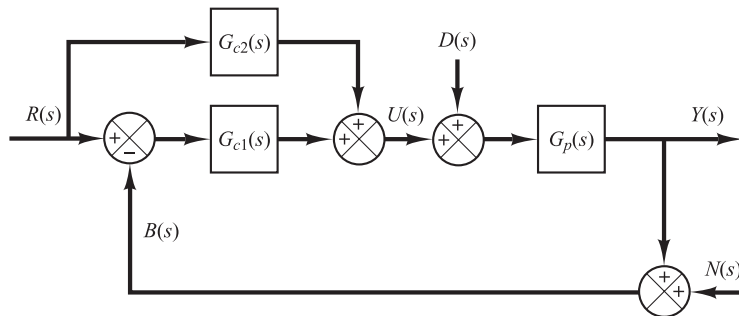 G_{c2}(s)
D(s)
R(s)
U(s)
Y(s)
+
−
G_{c1}(s)
+
+
+
+
G_p(s)
B(s)
N(s)
+
+